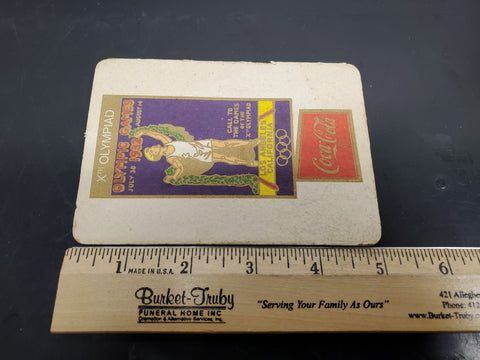 Xth OLYMPIAD
OLYMPIC GAMES
JULY 30 1932 AUGUST 14
CALL TO
THE GAMES
OF THE
Xth OLYMPIAD
LOS ANGELES
CALIFORNIA
Coca-Cola
1 2 3 4 5 6
MADE IN U.S.A.
Burket-Truby
FUNERAL HOME INC
Cremation & Alternative Services, Inc.
"Serving Your Family As Ours"
421 Allegheny
Phone: 412
Burket-Truby.